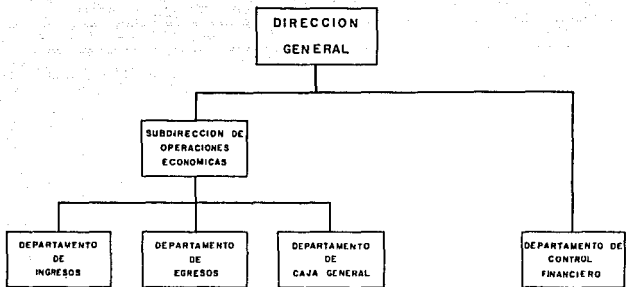 DIRECCION
GENERAL
SUBDIRECCION DE
OPERACIONES
ECONOMICAS
DEPARTAMENTO
DE
INGRESOS
DEPARTAMENTO
DE
EGRESOS
DEPARTAMENTO
DE
CAJA GENERAL
DEPARTAMENTO DE
CONTROL
FINANCIERO